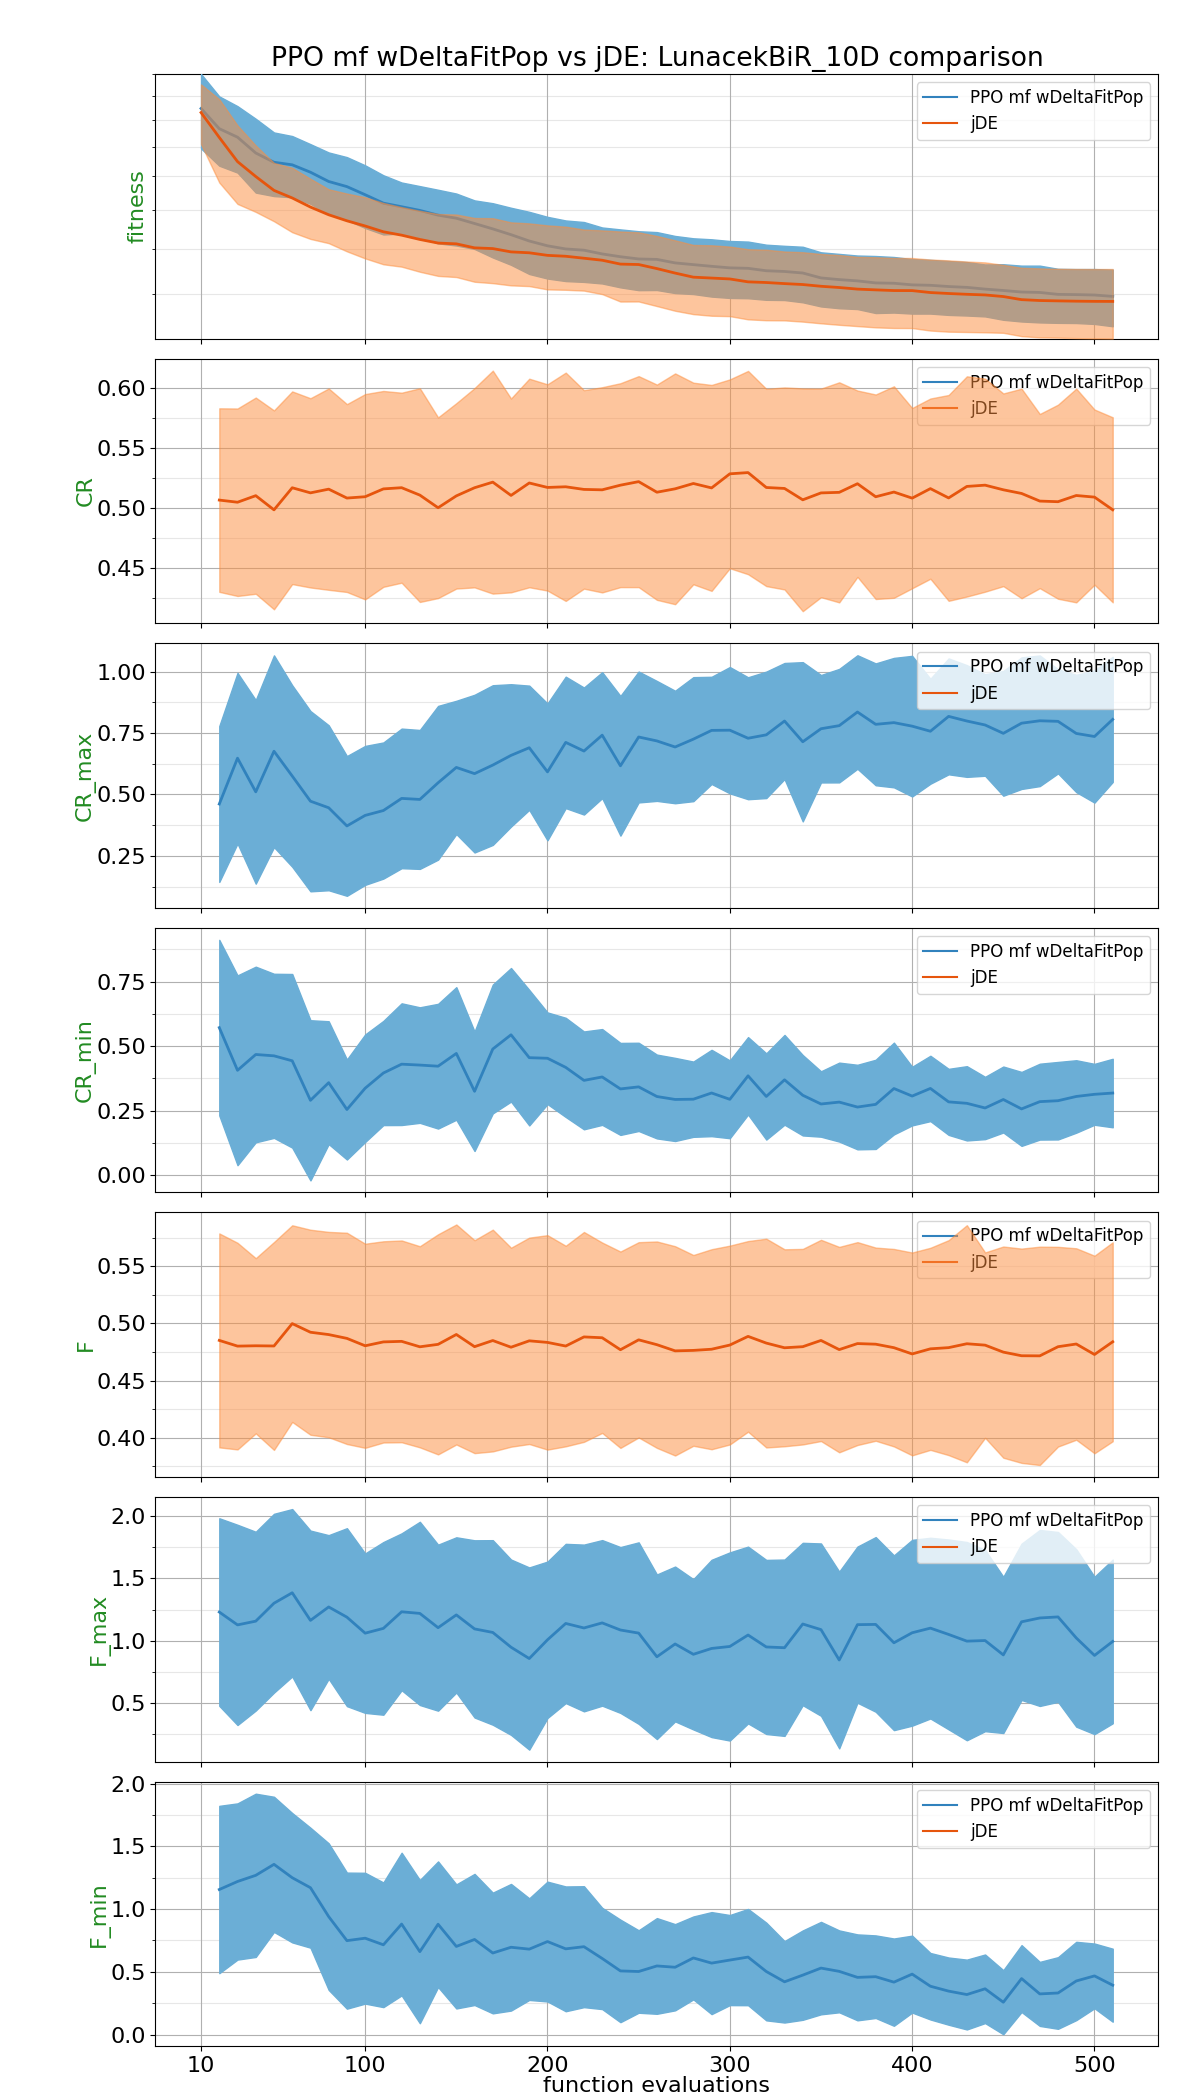 PPO mf wDeltaFitPop vs jDE: LunacekBiR_10D comparison
fitness
PPO mf wDeltaFitPop
jDE
CR
0.60
0.55
0.50
0.45
PPO mf wDeltaFitPop
jDE
CR_max
1.00
0.75
0.50
0.25
PPO mf wDeltaFitPop
jDE
CR_min
0.75
0.50
0.25
0.00
PPO mf wDeltaFitPop
jDE
F
0.55
0.50
0.45
0.40
PPO mf wDeltaFitPop
jDE
F_max
2.0
1.5
1.0
0.5
PPO mf wDeltaFitPop
jDE
F_min
2.0
1.5
1.0
0.5
0.0
PPO mf wDeltaFitPop
jDE
10 100 200 300 400 500
function evaluations